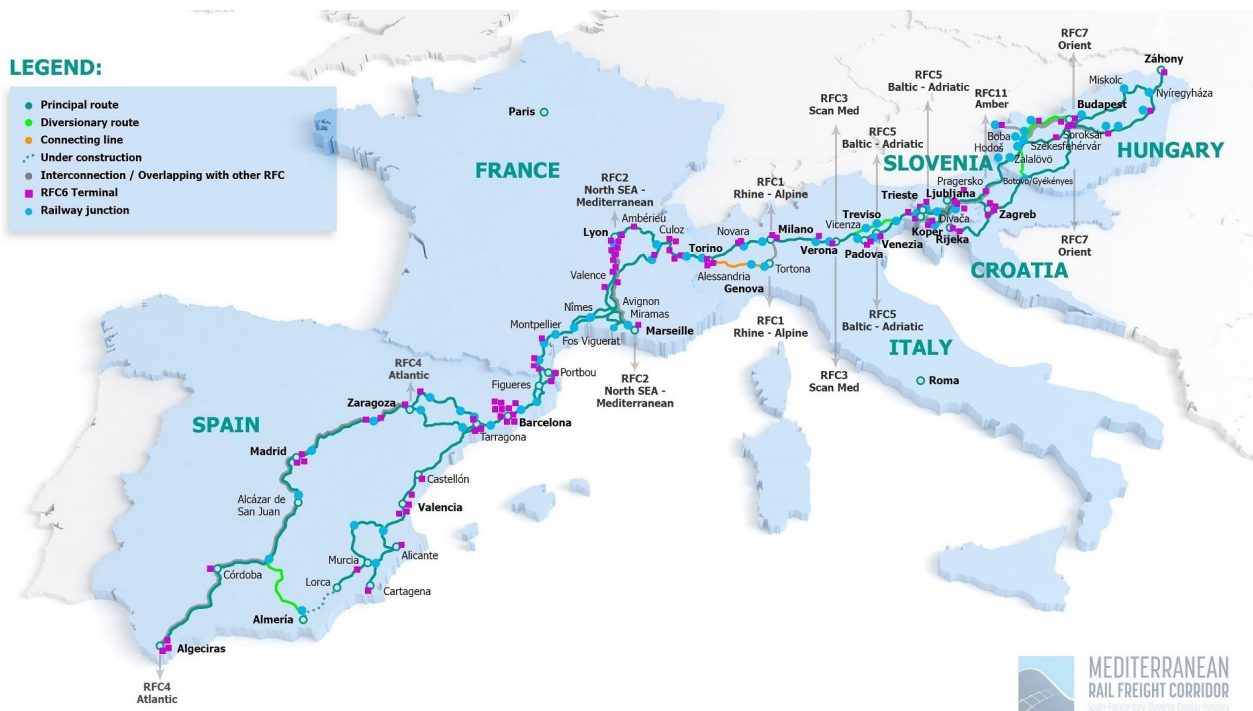 LEGEND:
Principal route
Diversionary route
Connecting line
Under construction
Interconnection / Overlapping with other RFC
RFC6 Terminal
Railway junction
Paris
FRANCE
RFC2
North SEA -
Mediterranean
Ambérieu
Lyon
Culoz
Valence
Avignon
Miramas
Nîmes
Montpellier
Fos Viguerat
Marseille
RFC2
North SEA -
Mediterranean
Portbou
Figueres
Barcelona
Tarragona
RFC4
Atlantic
Zaragoza
SPAIN
Madrid
Alcázar de
San Juan
Castellón
Valencia
Alicante
Murcia
Lorca
Cartagena
Córdoba
Almería
Algeciras
RFC4
Atlantic
RFC1
Rhine - Alpine
Novara
Milano
Torino
Alessandria
Tortona
Genova
RFC1
Rhine - Alpine
RFC3
Scan Med
Verona
Vicenza
Treviso
Padova
Venezia
RFC3
Scan Med
RFC5
Baltic - Adriatic
RFC5
Baltic - Adriatic
RFC5
Baltic - Adriatic
ITALY
Roma
SLOVENIA
Trieste
Ljubljana
Pragersko
Divača
Koper
Rijeka
Zagreb
CROATIA
RFC11
Amber
RFC7
Orient
Záhony
Miskolc
Nyíregyháza
Budapest
Soroksár
Boba
Székesfehérvár
Hodoš
Zalalövő
Botovo/Gyékényes
HUNGARY
RFC7
Orient
MEDITERRANEAN
RAIL FREIGHT CORRIDOR
Spain-France-Italy-Slovenia-Croatia-Hungary